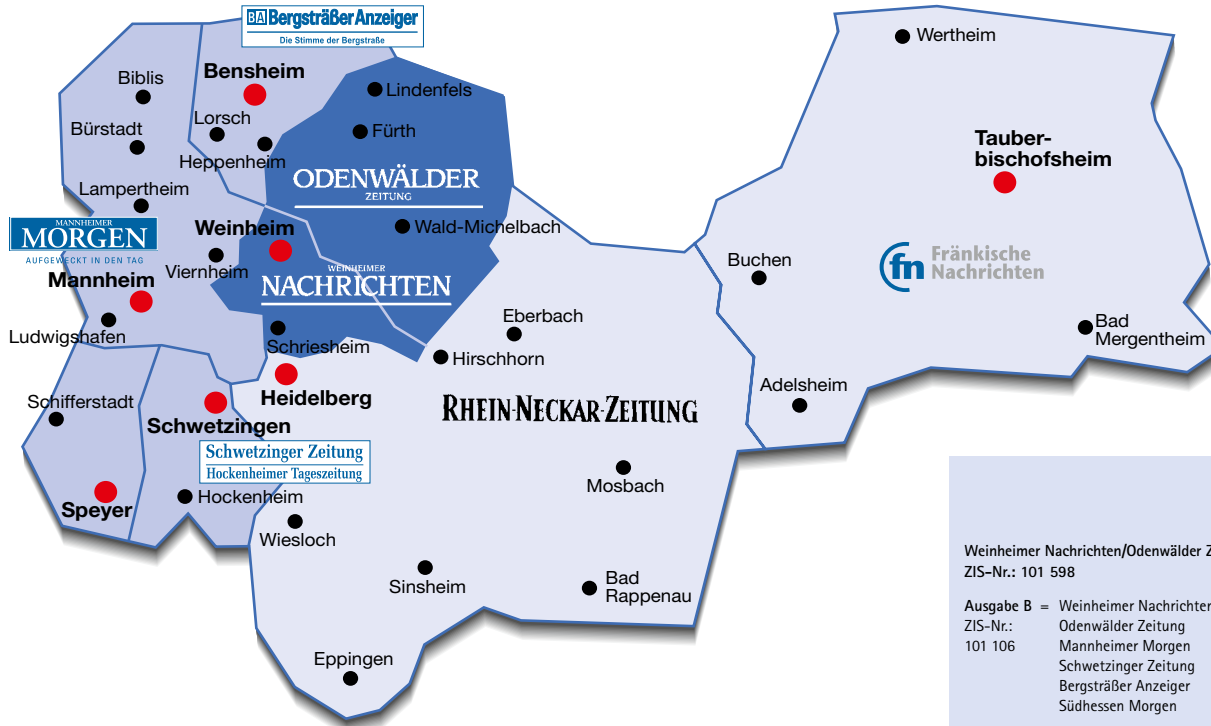 BA Bergsträßer Anzeiger
Die Stimme der Bergstraße
Wertheim
Biblis
Bensheim
Lindenfels
Lorsch
Bürstadt
Fürth
Heppenheim
Tauber-
bischofsheim
ODENWÄLDER
ZEITUNG
Lampertheim
MANNHEIMER
MORGEN
AUFGEWECKT IN DEN TAG
Weinheim
Wald-Michelbach
Viernheim
WEINHEIMER
NACHRICHTEN
Buchen
fn Fränkische
Nachrichten
Mannheim
Ludwigshafen
Schriesheim
Eberbach
Hirschhorn
Bad
Mergentheim
Heidelberg
Adelsheim
Schifferstadt
Schwetzingen
RHEIN-NECKAR-ZEITUNG
Schwetzinger Zeitung
Hockenheimer Tageszeitung
Mosbach
Speyer
Hockenheim
Wiesloch
Sinsheim
Bad
Rappenau
Eppingen
Weinheimer Nachrichten/Odenwälder Z
ZIS-Nr.: 101 598
Ausgabe B = Weinheimer Nachrichten
ZIS-Nr.: Odenwälder Zeitung
101 106 Mannheimer Morgen
Schwetzinger Zeitung
Bergsträßer Anzeiger
Südhessen Morgen